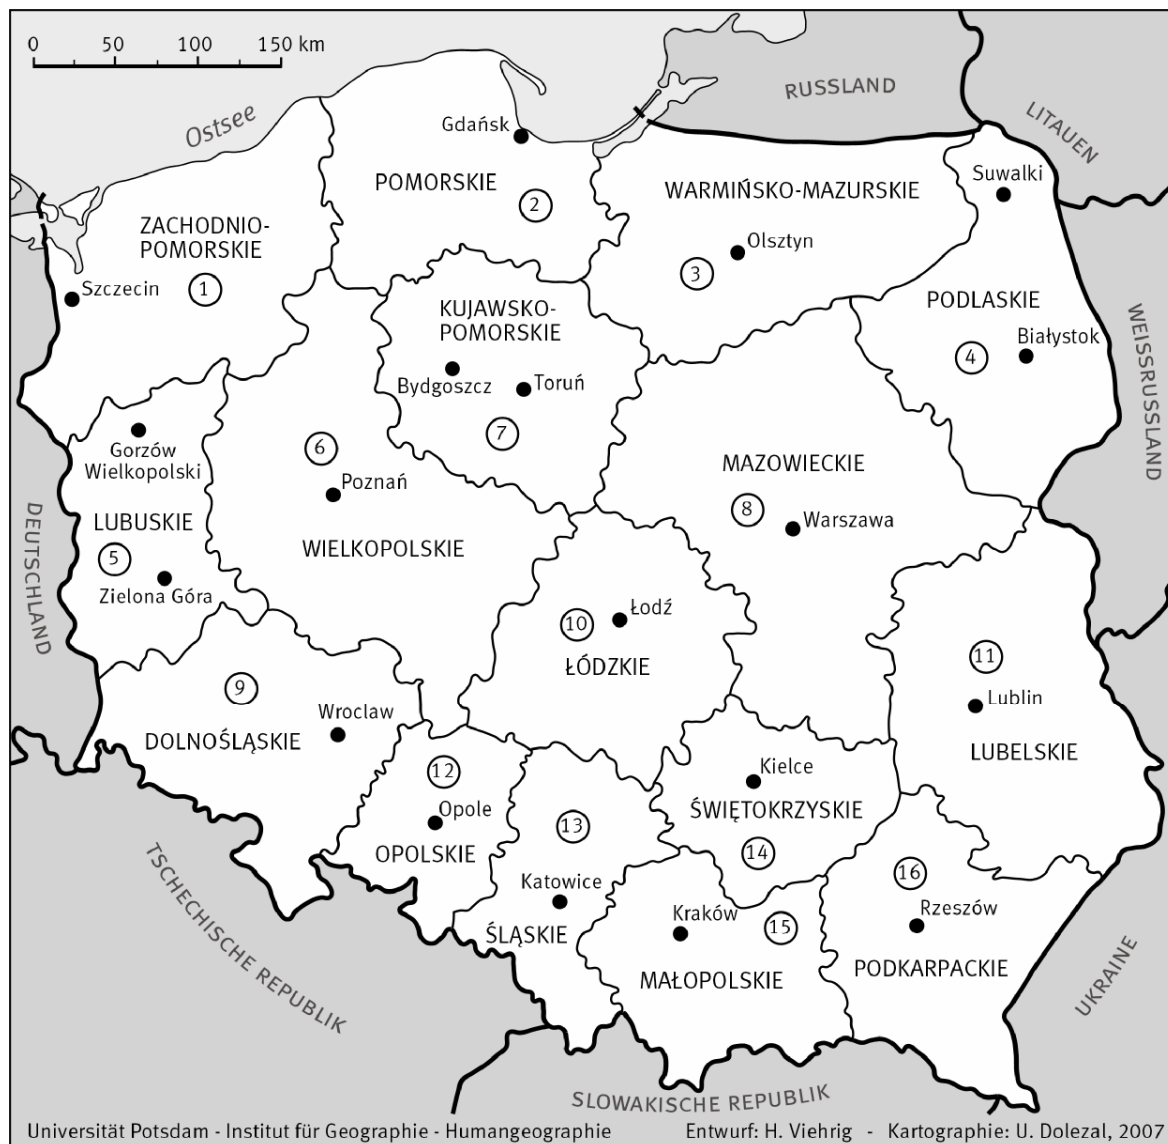 0 50 100 150 km
Ostsee
RUSSLAND
LITAUEN
WEISSRUSSLAND
UKRAINE
SLOWAKISCHE REPUBLIK
TSCHECHISCHE REPUBLIK
DEUTSCHLAND
ZACHODNIO-
POMORSKIE
Szczecin
1
Gdańsk
POMORSKIE
2
WARMIŃSKO-MAZURSKIE
Olsztyn
3
Suwalki
PODLASKIE
Białystok
4
Gorzów
Wielkopolski
LUBUSKIE
5
Zielona Góra
6
Poznań
WIELKOPOLSKIE
KUJAWSKO-
POMORSKIE
Bydgoszcz
Toruń
7
MAZOWIECKIE
8
Warszawa
9
Wroclaw
DOLNOŚLĄSKIE
10
Łodź
ŁÓDZKIE
11
Lublin
LUBELSKIE
12
Opole
OPOLSKIE
13
Katowice
ŚLĄSKIE
Kielce
ŚWIĘTOKRZYSKIE
14
Kraków
15
MAŁOPOLSKIE
16
Rzeszów
PODKARPACKIE
Universität Potsdam - Institut für Geographie - Humangeographie
Entwurf: H. Viehrig - Kartographie: U. Dolezal, 2007